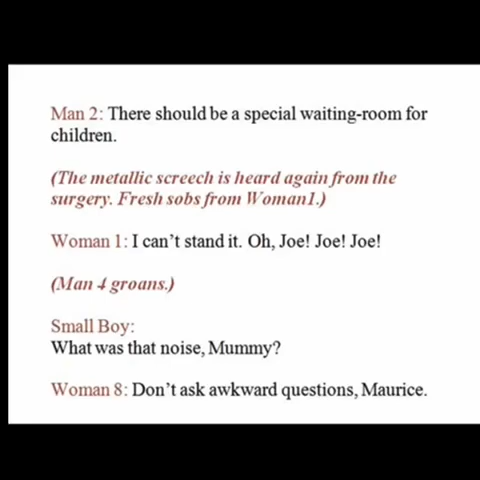 Man 2: There should be a special waiting-room for
children.
(The metallic screech is heard again from the
surgery. Fresh sobs from Woman1.)
Woman 1: I can't stand it. Oh, Joe! Joe! Joe!
(Man 4 groans.)
Small Boy:
What was that noise, Mummy?
Woman 8: Don't ask awkward questions, Maurice.